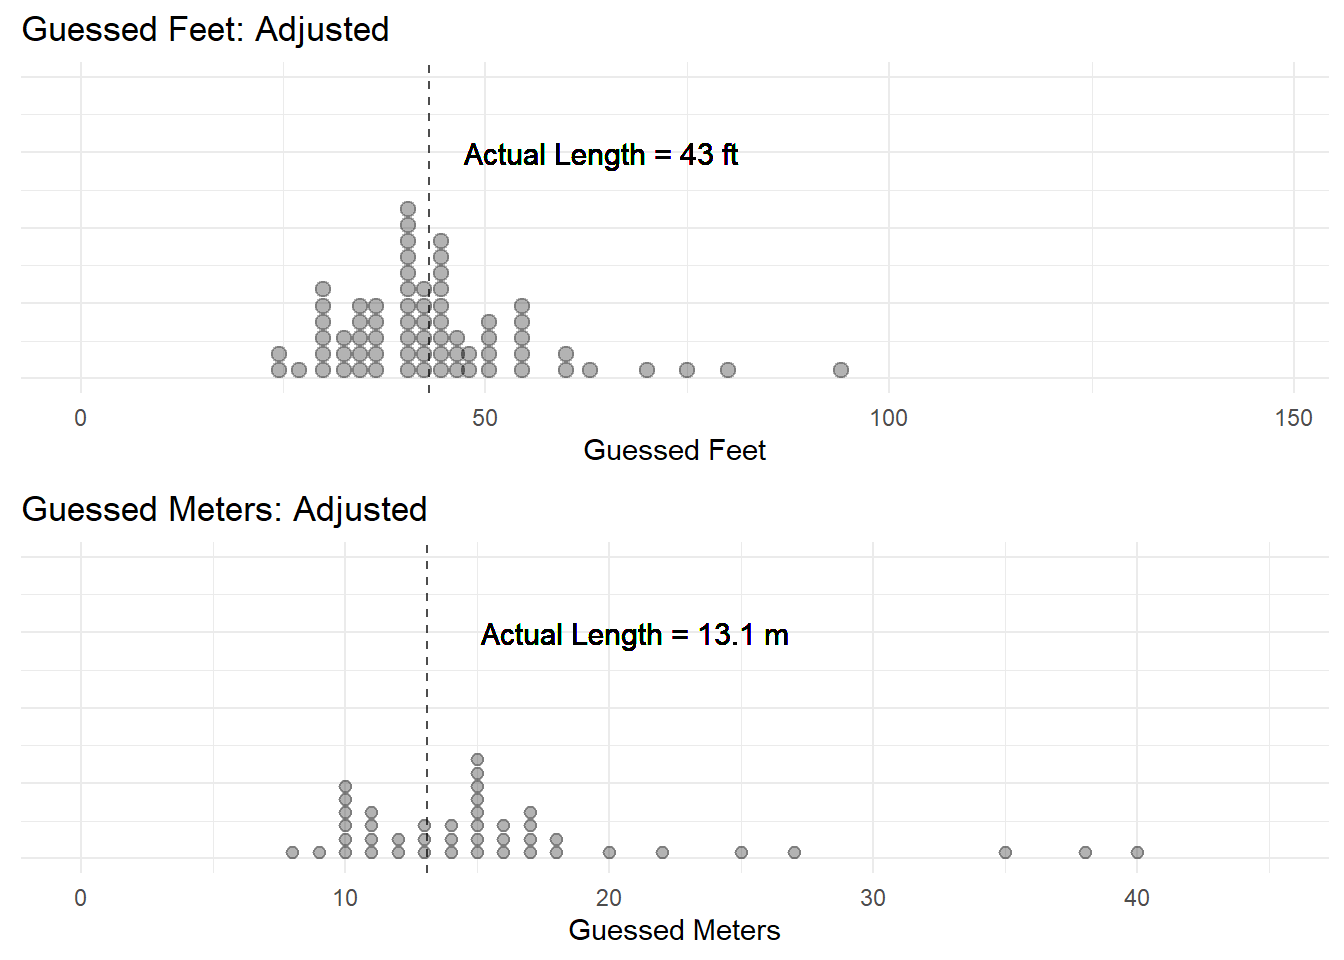 Guessed Feet: Adjusted
Actual Length = 43 ft
0 50 100 150
Guessed Feet
Guessed Meters: Adjusted
Actual Length = 13.1 m
0 10 20 30 40
Guessed Meters